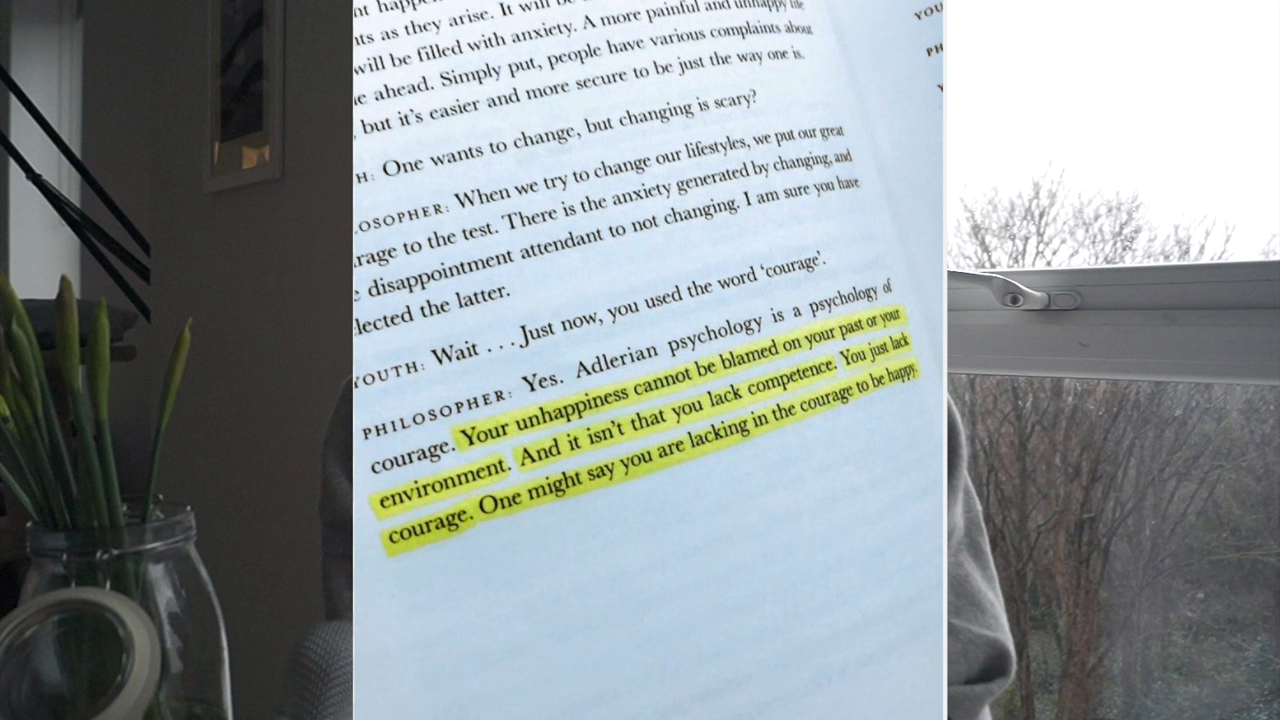 nt happen
nts as they arise. It will be
will be filled with anxiety. A more painful and unhappy life
e ahead. Simply put, people have various complaints about
, but it's easier and more secure to be just the way one is.
H: One wants to change, but changing is scary?
LOSOPHER: When we try to change our lifestyles, we put our great
rage to the test. There is the anxiety generated by changing, and
e disappointment attendant to not changing. I am sure you have
lected the latter.
YOUTH: Wait . . . Just now, you used the word ‘courage’.
PHILOSOPHER: Yes. Adlerian psychology is a psychology of
courage. Your unhappiness cannot be blamed on your past or your
environment. And it isn't that you lack competence. You just lack
courage. One might say you are lacking in the courage to be happy.
YOU
PH
Y